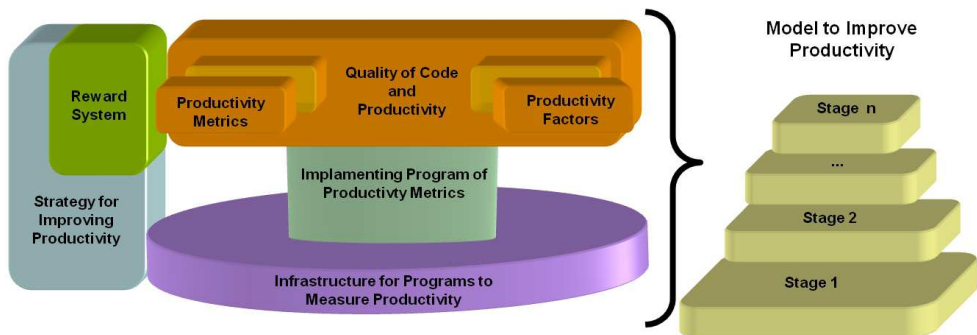 Reward
System
Strategy for
Improving
Productivity
Quality of Code
and
Productivity
Productivity
Metrics
Productivity
Factors
Implamenting Program of
Productivty Metrics
Infrastructure for Programs to
Measure Productivity
Model to Improve
Productivity
Stage n
...
Stage 2
Stage 1